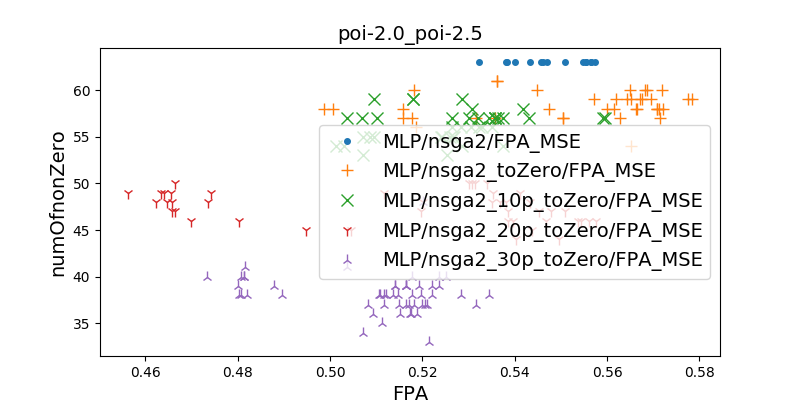 poi-2.0_poi-2.5
numOfnonZero
60
55
50
45
40
35
MLP/nsga2/FPA_MSE
MLP/nsga2_toZero/FPA_MSE
MLP/nsga2_10p_toZero/FPA_MSE
MLP/nsga2_20p_toZero/FPA_MSE
MLP/nsga2_30p_toZero/FPA_MSE
0.46 0.48 0.50 0.52 0.54 0.56 0.58
FPA